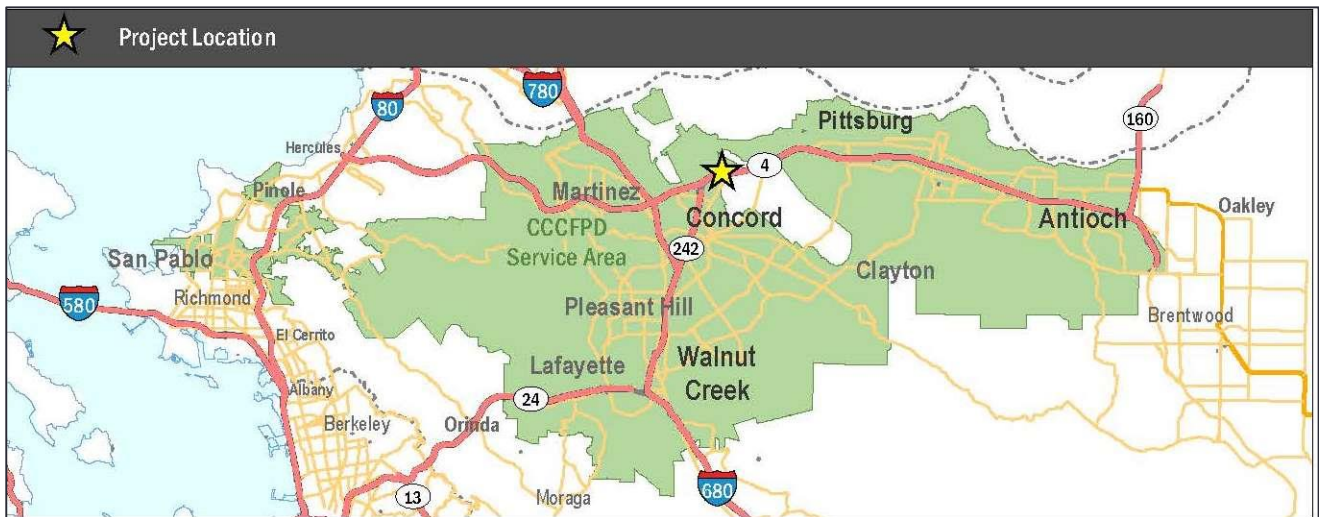 Project Location
780
80
160
Pittsburg
Hercules
4
Pinole
Martinez
Concord
Antioch
Oakley
CCCFPD
Service Area
242
San Pablo
Clayton
Richmond
580
Pleasant Hill
Brentwood
El Cerrito
Lafayette
Walnut
Creek
Albany
24
Berkeley
Orinda
680
13
Moraga